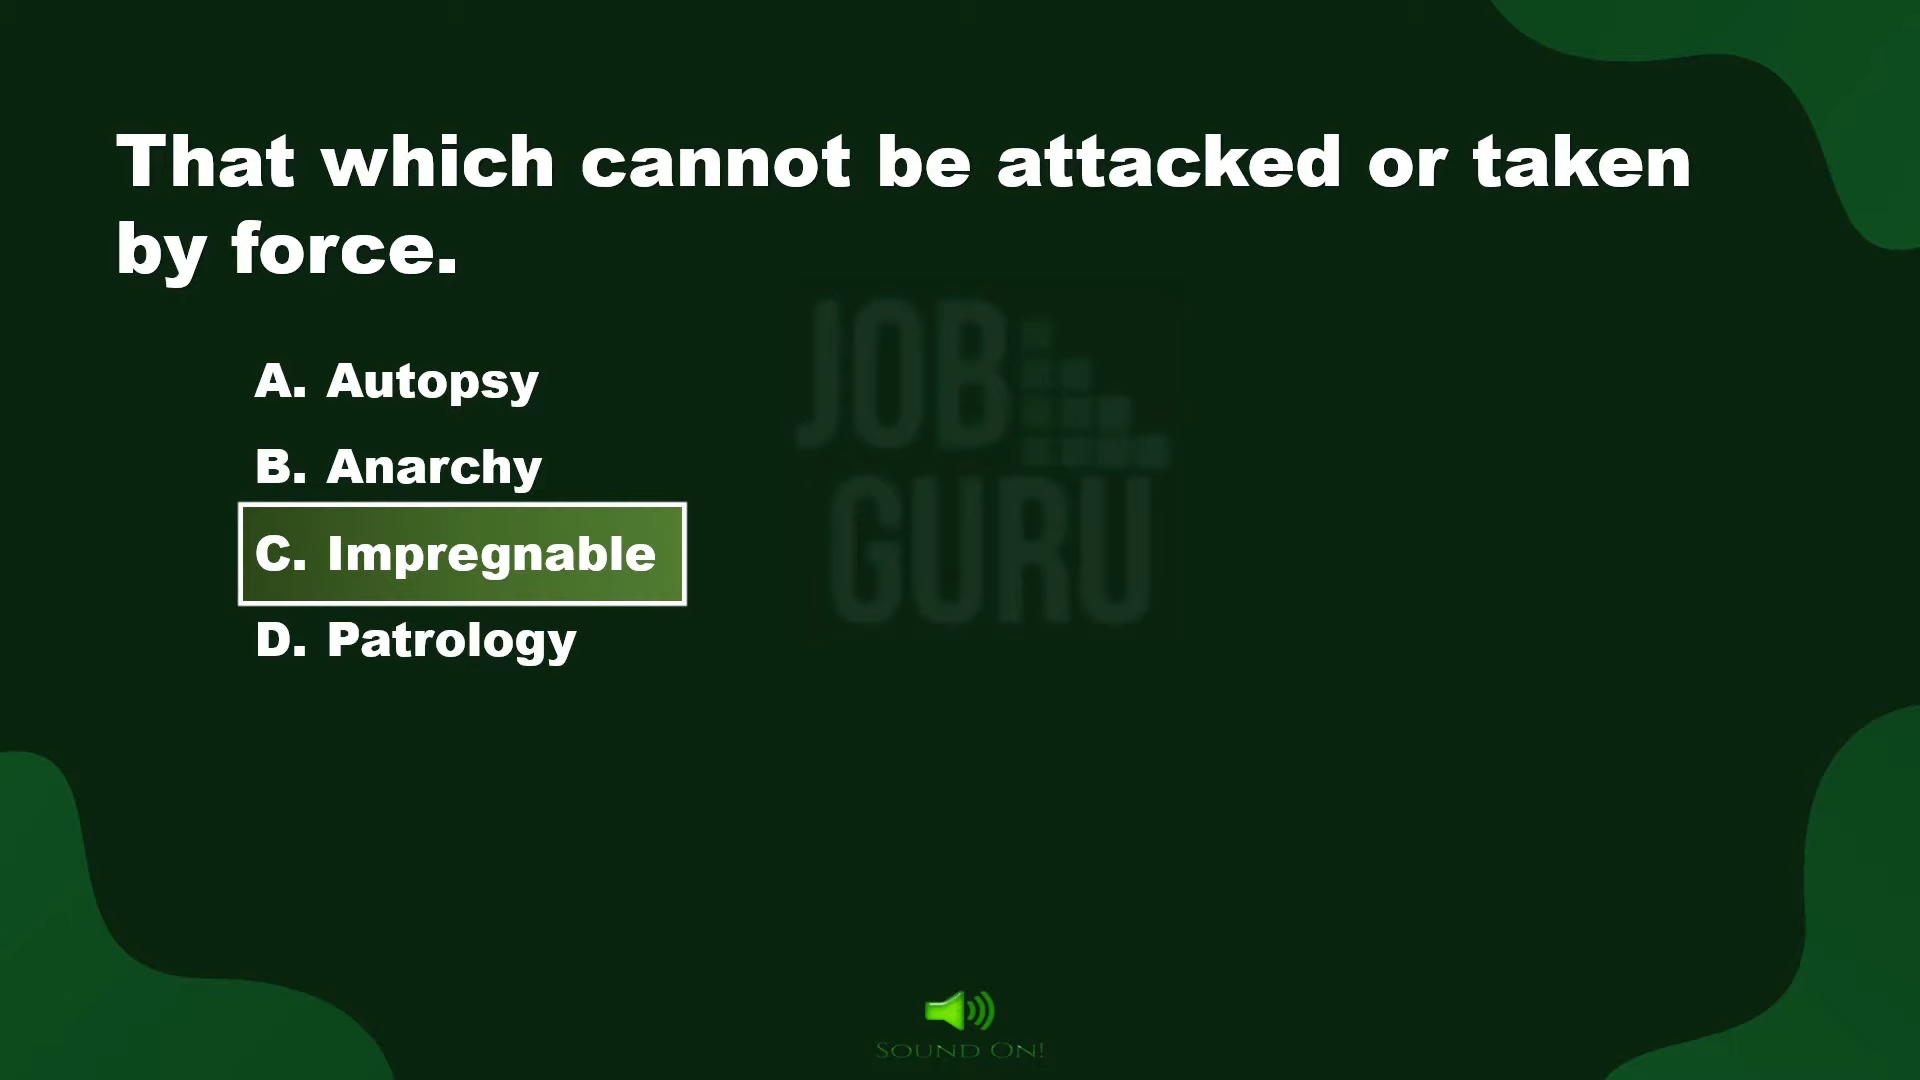 That which cannot be attacked or taken
by force.
A. Autopsy
B. Anarchy
C. Impregnable
D. Patrology
JOB
GURU
SOUND ON!